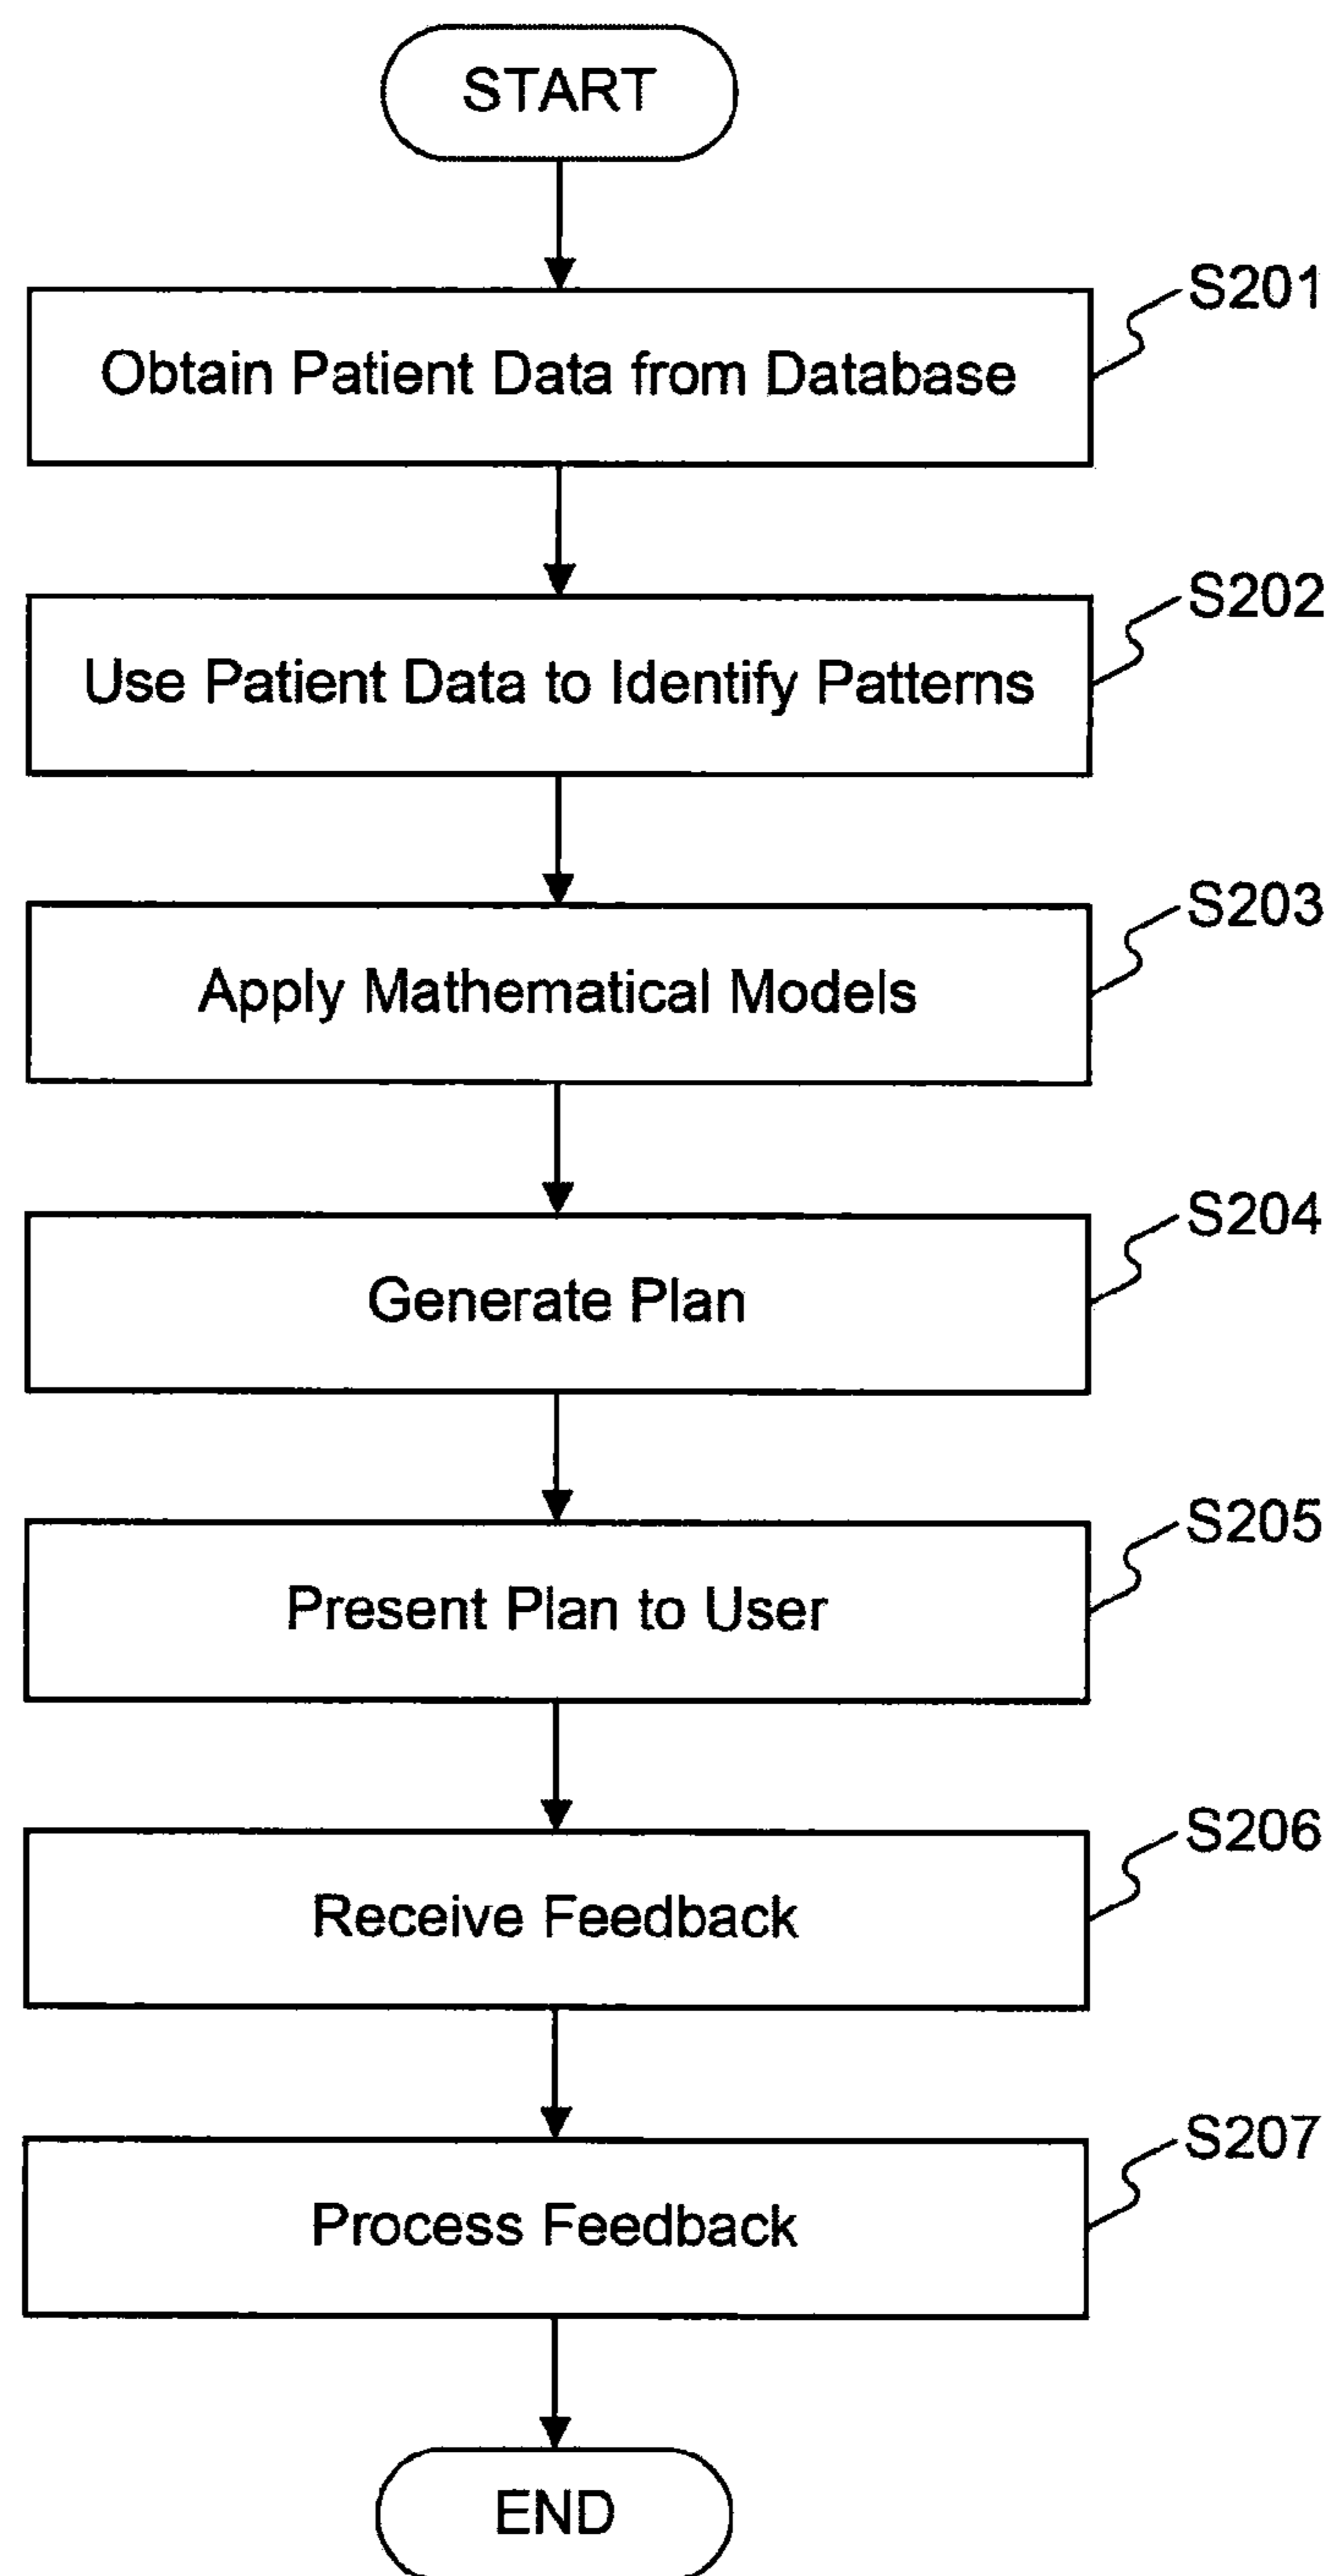 START
S201
Obtain Patient Data from Database
S202
Use Patient Data to Identify Patterns
S203
Apply Mathematical Models
S204
Generate Plan
S205
Present Plan to User
S206
Receive Feedback
S207
Process Feedback
END